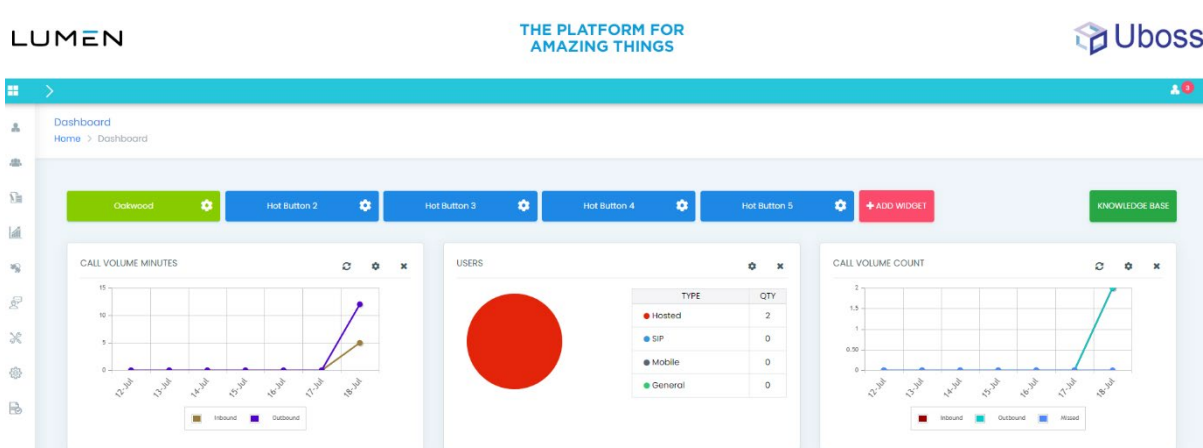 LUMEN
THE PLATFORM FOR
AMAZING THINGS
Uboss
3
Dashboard
Home > Dashboard
Oakwood
Hot Button 2
Hot Button 3
Hot Button 4
Hot Button 5
+ ADD WIDGET
KNOWLEDGE BASE
CALL VOLUME MINUTES
15
10
5
0
12-Jul 13-Jul 14-Jul 15-Jul 16-Jul 17-Jul 18-Jul
Inbound Outbound
USERS
TYPE QTY
Hosted 2
SIP 0
Mobile 0
General 0
CALL VOLUME COUNT
2
1.5
1
0.50
0
12-Jul 13-Jul 14-Jul 15-Jul 16-Jul 17-Jul 18-Jul
Inbound Outbound Missed